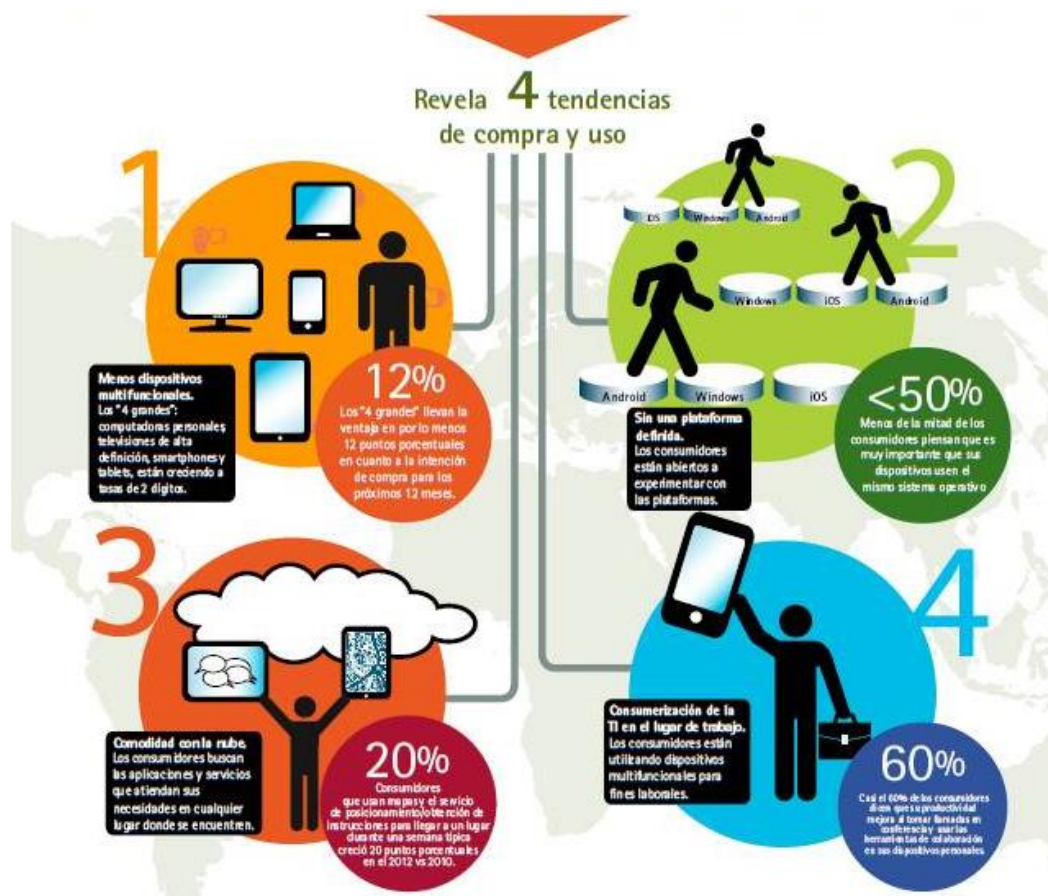 Revela 4 tendencias
de compra y uso
1
Menos dispositivos
multifuncionales.
Los "4 grandes":
computadoras personales,
televisiones de alta
definición, smartphones y
tablets, están creciendo a
tasas de 2 dígitos.
12%
Los "4 grandes" llevan la
ventaja en por lo menos
12 puntos porcentuales
en cuanto a la intención
de compra para los
próximos 12 meses.
2
iOS Windows Android
Windows iOS Android
Android Windows iOS
Sin una plataforma
definida.
Los consumidores
están abiertos a
experimentar con
las plataformas.
<50%
Menos de la mitad de los
consumidores piensan que es
muy importante que sus
dispositivos usen el
mismo sistema operativo
3
Comodidad con la nube.
Los consumidores buscan
las aplicaciones y servicios
que atiendan sus
necesidades en cualquier
lugar donde se encuentren.
20%
Consumidores
que usan mapas y el servicio
de posicionamiento/obtención de
instrucciones para llegar a un lugar
durante una semana típica
creció 20 puntos porcentuales
en el 2012 vs 2010.
4
Consumerización de la
TI en el lugar de trabajo.
Los consumidores están
utilizando dispositivos
multifuncionales para
fines laborales.
60%
Casi el 60% de los consumidores
dicen que su productividad
mejora al tomar llamadas en
conferencia y usar las
herramientas de colaboración
en sus dispositivos personales.